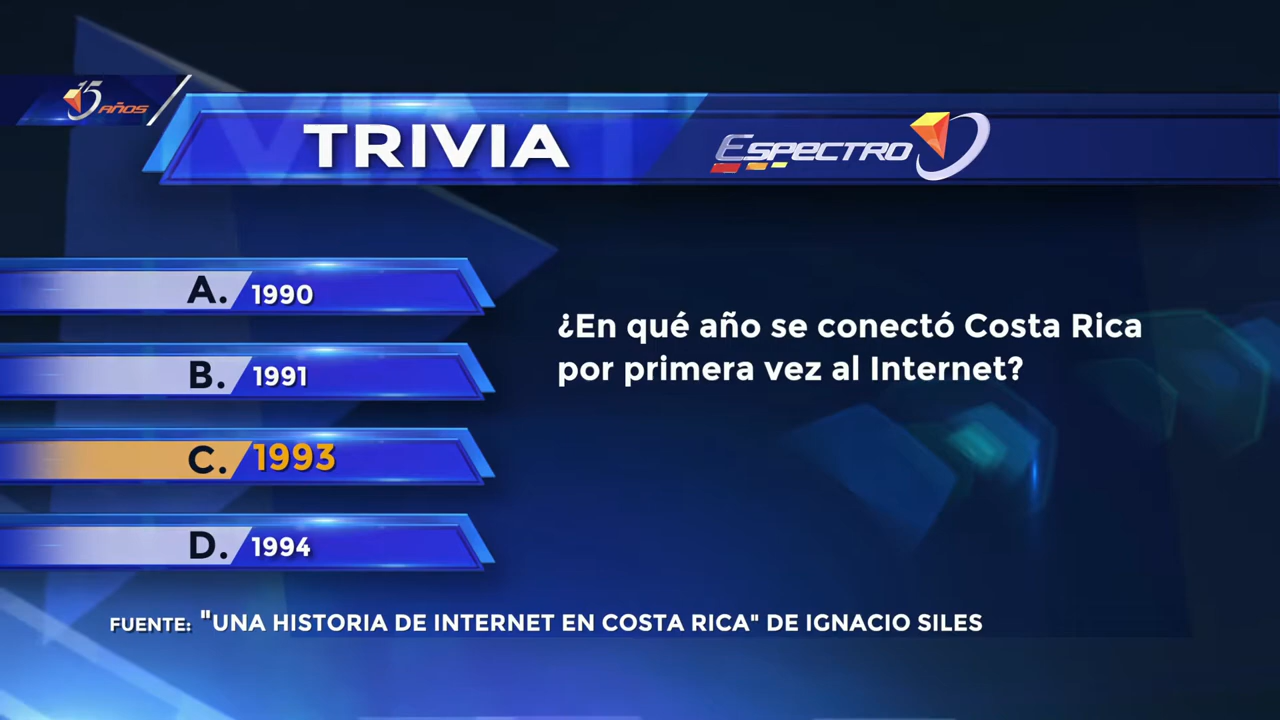 15 AÑOS
TRIVIA
ESPECTRO
A. 1990
B. 1991
C. 1993
D. 1994
¿En qué año se conectó Costa Rica
por primera vez al Internet?
FUENTE: "UNA HISTORIA DE INTERNET EN COSTA RICA" DE IGNACIO SILES